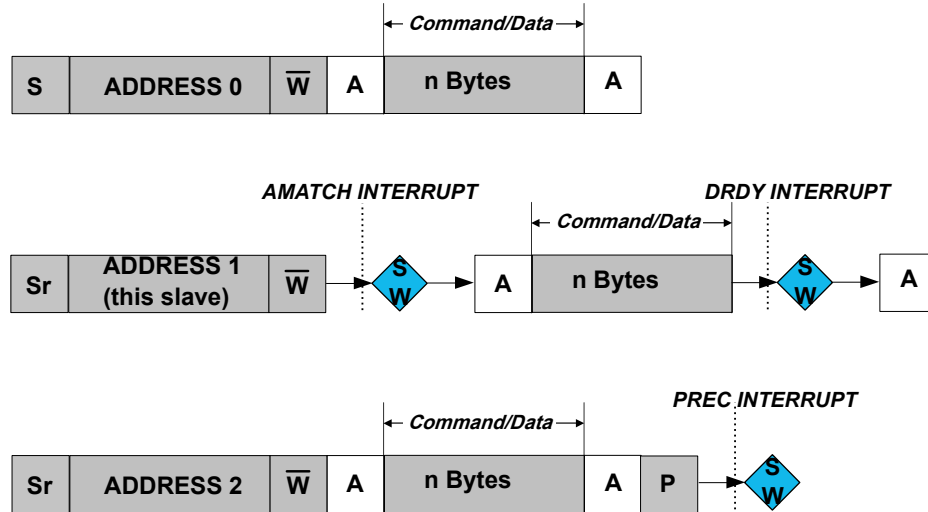 Command/Data
S ADDRESS 0 W̅ A n Bytes A
AMATCH INTERRUPT DRDY INTERRUPT
Command/Data
Sr ADDRESS 1 (this slave) W̅ S W A n Bytes S W A
PREC INTERRUPT
Command/Data
Sr ADDRESS 2 W̅ A n Bytes A P S W